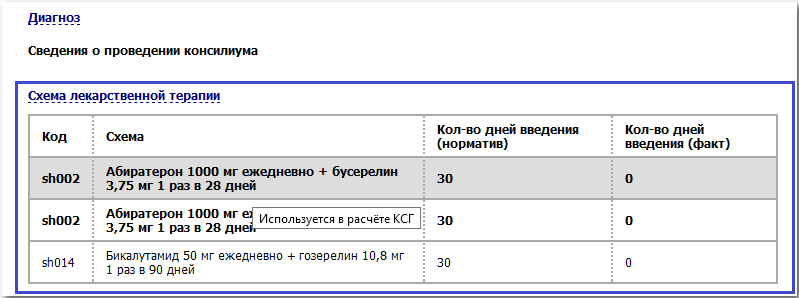 Диагноз
Сведения о проведении консилиума
Схема лекарственной терапии
Код Схема Кол-во дней введения (норматив) Кол-во дней введения (факт)
sh002 Абиратерон 1000 мг ежедневно + бусерелин 30 0
3,75 мг 1 раз в 28 дней
sh002 Абиратерон 1000 мг 30 0
3,75 мг 1 раз в 28 дней
Используется в расчёте КСГ
sh014 Бикалутамид 50 мг ежедневно + гозерелин 10,8 мг 30 0
1 раз в 90 дней